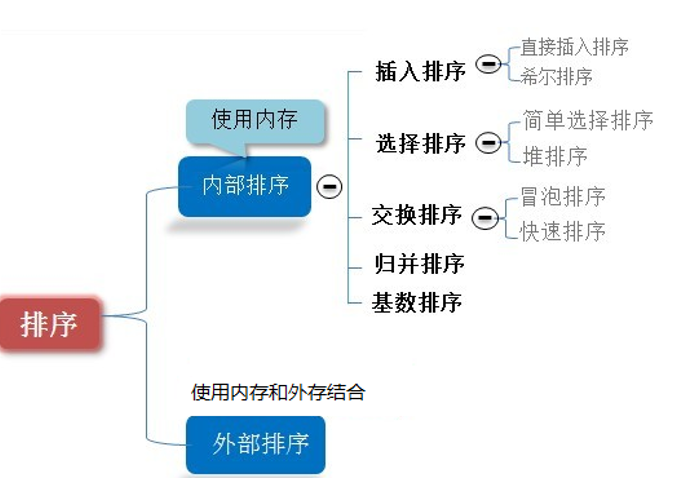 直接插入排序
插入排序
希尔排序
使用内存
简单选择排序
选择排序
堆排序
内部排序
冒泡排序
交换排序
快速排序
归并排序
基数排序
排序
使用内存和外存结合
外部排序